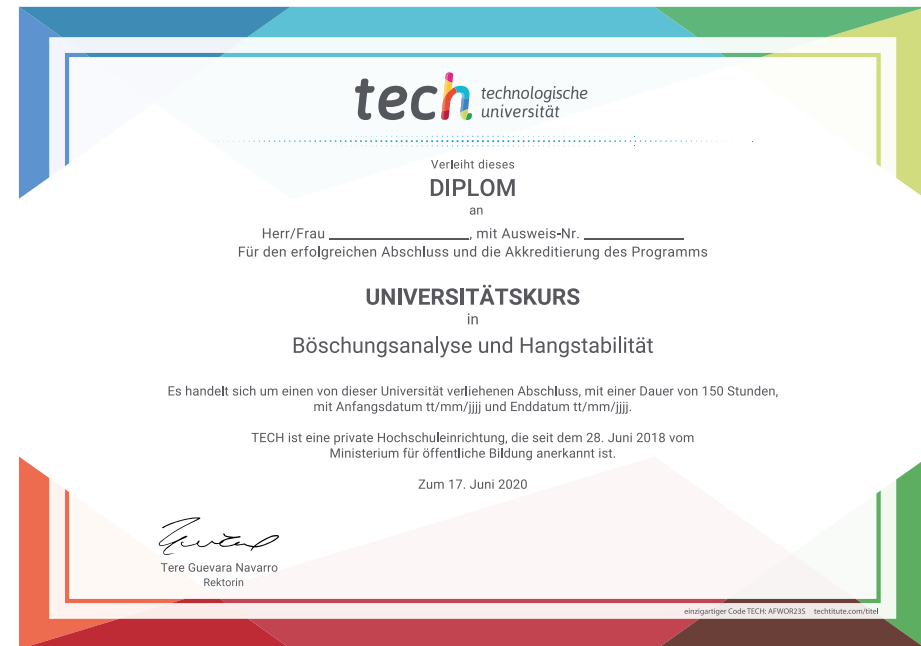 tech technologische
universität
Verleiht dieses
DIPLOM
an
Herr/Frau ____________________, mit Ausweis-Nr. ______________
Für den erfolgreichen Abschluss und die Akkreditierung des Programms
UNIVERSITÄTSKURS
in
Böschungsanalyse und Hangstabilität
Es handelt sich um einen von dieser Universität verliehenen Abschluss, mit einer Dauer von 150 Stunden,
mit Anfangsdatum tt/mm/jjjj und Enddatum tt/mm/jjjj.
TECH ist eine private Hochschuleinrichtung, die seit dem 28. Juni 2018 vom
Ministerium für öffentliche Bildung anerkannt ist.
Zum 17. Juni 2020
Tere Guevara Navarro
Rektorin
einzigartiger Code TECH: AFWOR23S techtitute.com/titel